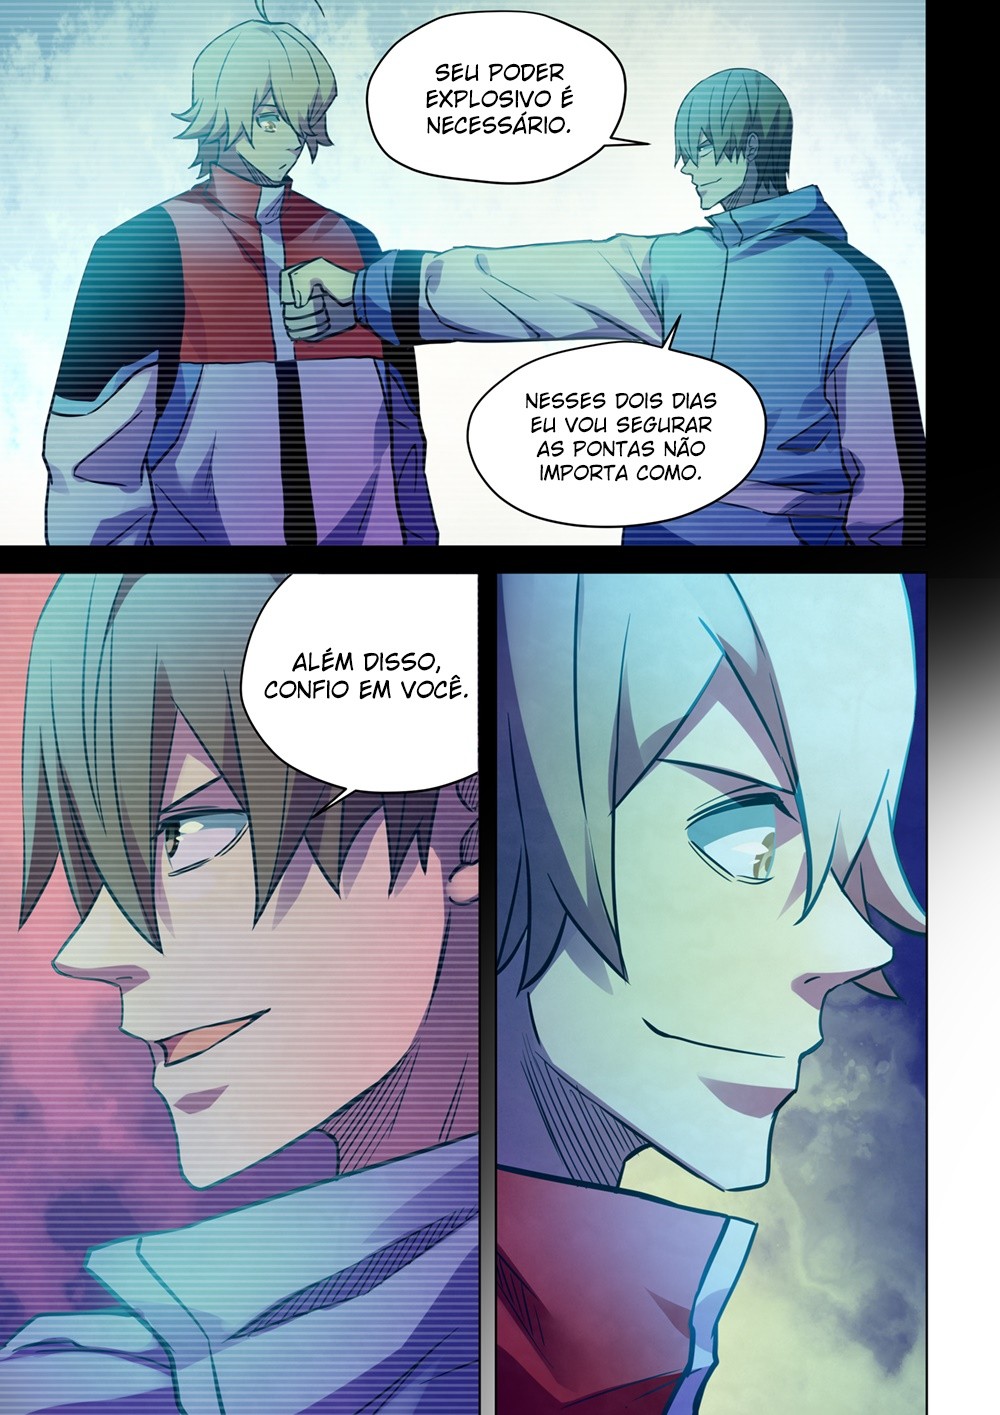 SEU PODER
EXPLOSIVO É
NECESSÁRIO.
NESSES DOIS DIAS
EU VOU SEGURAR
AS PONTAS NÃO
IMPORTA COMO.
ALÉM DISSO,
CONFIO EM VOCÊ.